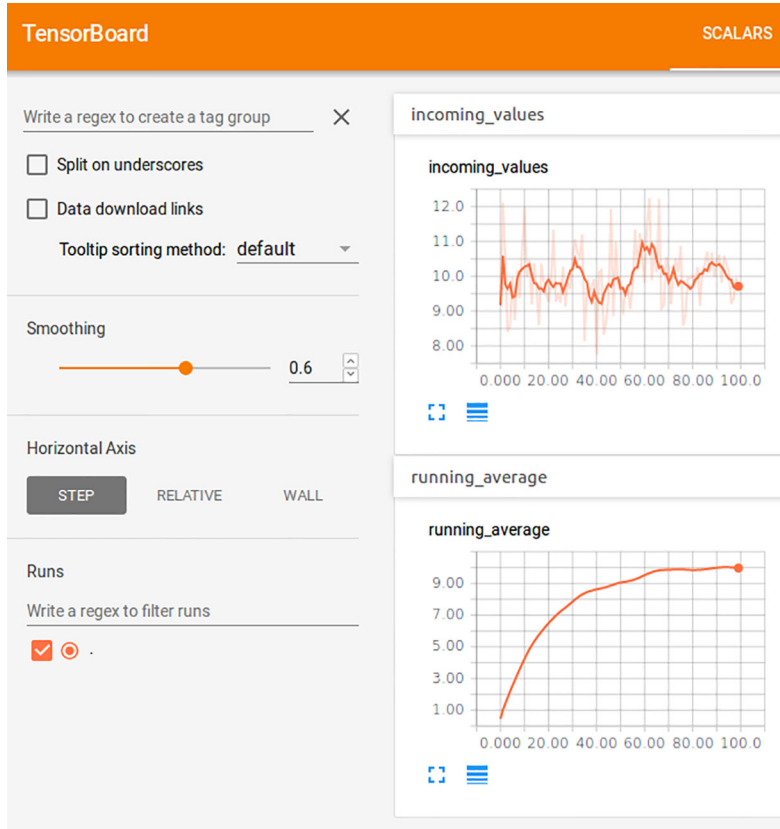 TensorBoard
SCALARS
Write a regex to create a tag group
Split on underscores
Data download links
Tooltip sorting method: default
Smoothing
0.6
Horizontal Axis
STEP RELATIVE WALL
Runs
Write a regex to filter runs
.
incoming_values
incoming_values
12.0
11.0
10.0
9.00
8.00
0.000 20.00 40.00 60.00 80.00 100.0
running_average
running_average
9.00
7.00
5.00
3.00
1.00
0.000 20.00 40.00 60.00 80.00 100.0